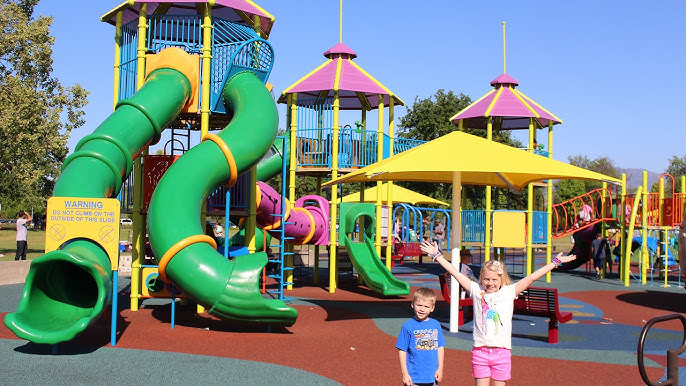 WARNING
DO NOT CLIMB ON THE
OUTSIDE OF THIS SLIDE